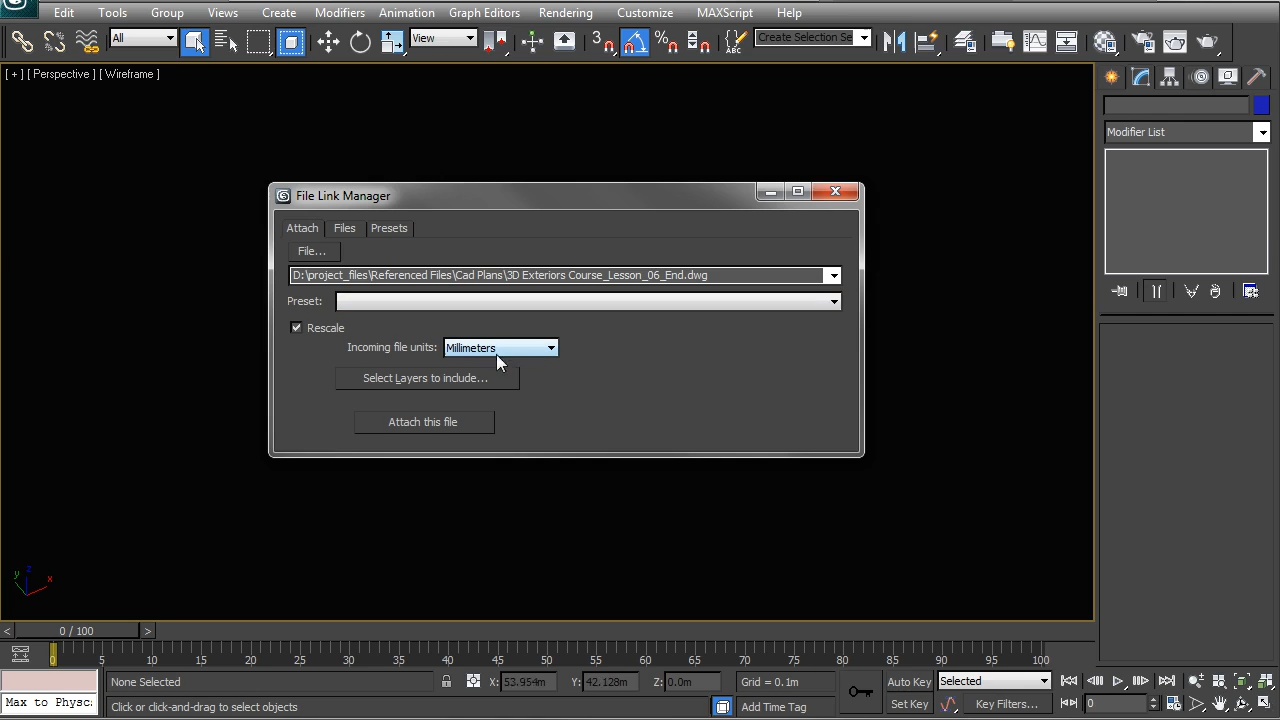 Edit Tools Group Views Create Modifiers Animation Graph Editors Rendering Customize MAXScript Help
All View 3 Create Selection Se
[ + ] [ Perspective ] [ Wireframe ]
Modifier List
File Link Manager
Attach Files Presets
File...
D:\project_files\Referenced Files\Cad Plans\3D Exteriors Course_Lesson_06_End.dwg
Preset:
Rescale
Incoming file units: Millimeters
Select Layers to include...
Attach this file
z
y x
< 0 / 100 >
0 5 10 15 20 25 30 35 40 45 50 55 60 65 70 75 80 85 90 95 100
None Selected X: 53.954m Y: 42.128m Z: 0.0m Grid = 0.1m Auto Key Selected
Max to Physc: Click or click-and-drag to select objects Add Time Tag Set Key Key Filters... 0